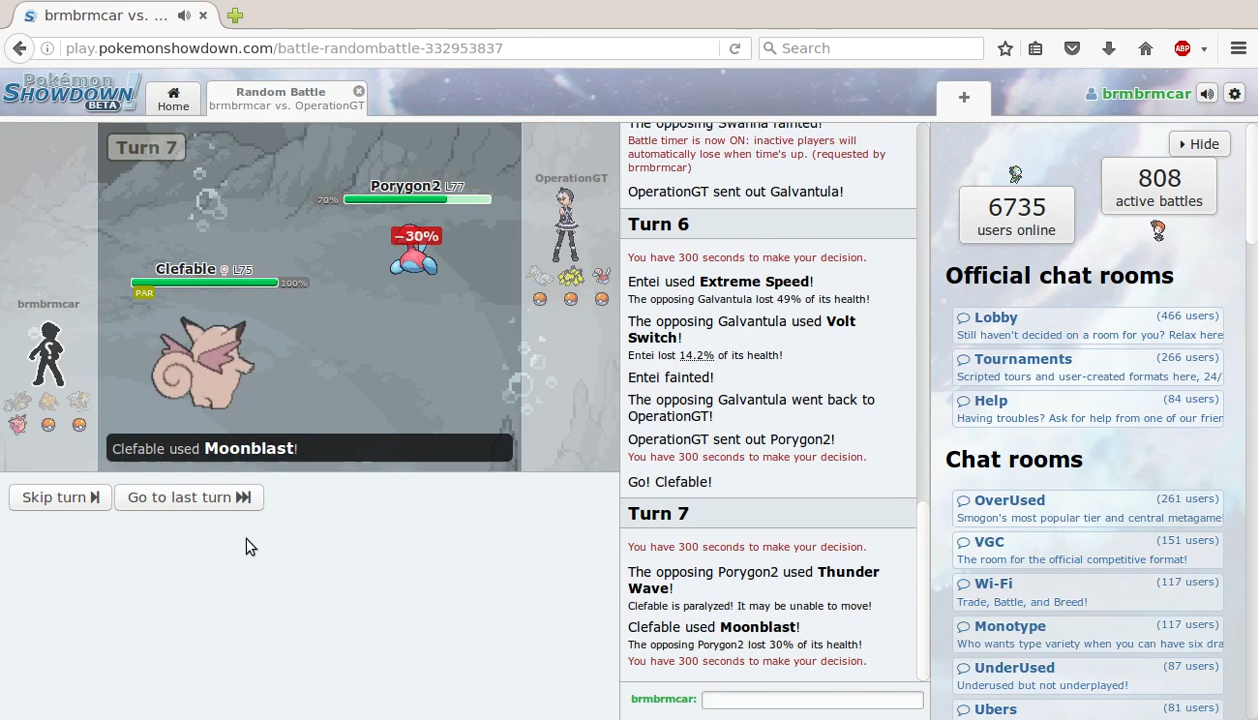 brmbrmcar vs. ...
play.pokemonshowdown.com/battle-randombattle-332953837
Search
ABP
Pokémon
SHOWDOWN!
BETA
Home
Random Battle
brmbrmcar vs. OperationGT
+
brmbrmcar
Turn 7
Porygon2 L77
70%
−30%
Clefable ♀ L75
100%
PAR
brmbrmcar
OperationGT
Clefable used Moonblast!
Skip turn
Go to last turn
The opposing Swanna fainted!
Battle timer is now ON: inactive players will
automatically lose when time's up. (requested by
brmbrmcar)
OperationGT sent out Galvantula!
Turn 6
You have 300 seconds to make your decision.
Entei used Extreme Speed!
The opposing Galvantula lost 49% of its health!
The opposing Galvantula used Volt
Switch!
Entei lost 14.2% of its health!
Entei fainted!
The opposing Galvantula went back to
OperationGT!
OperationGT sent out Porygon2!
You have 300 seconds to make your decision.
Go! Clefable!
Turn 7
You have 300 seconds to make your decision.
The opposing Porygon2 used Thunder
Wave!
Clefable is paralyzed! It may be unable to move!
Clefable used Moonblast!
The opposing Porygon2 lost 30% of its health!
You have 300 seconds to make your decision.
brmbrmcar:
Hide
6735
users online
808
active battles
Official chat rooms
Lobby (466 users)
Still haven't decided on a room for you? Relax here
Tournaments (266 users)
Scripted tours and user-created formats here, 24/
Help (84 users)
Having troubles? Ask for help from one of our frier
Chat rooms
OverUsed (261 users)
Smogon's most popular tier and central metagame
VGC (151 users)
The room for the official competitive format!
Wi-Fi (117 users)
Trade, Battle, and Breed!
Monotype (117 users)
Who wants type variety when you can have six dra
UnderUsed (87 users)
Underused but not underplayed!
Ubers (81 users)